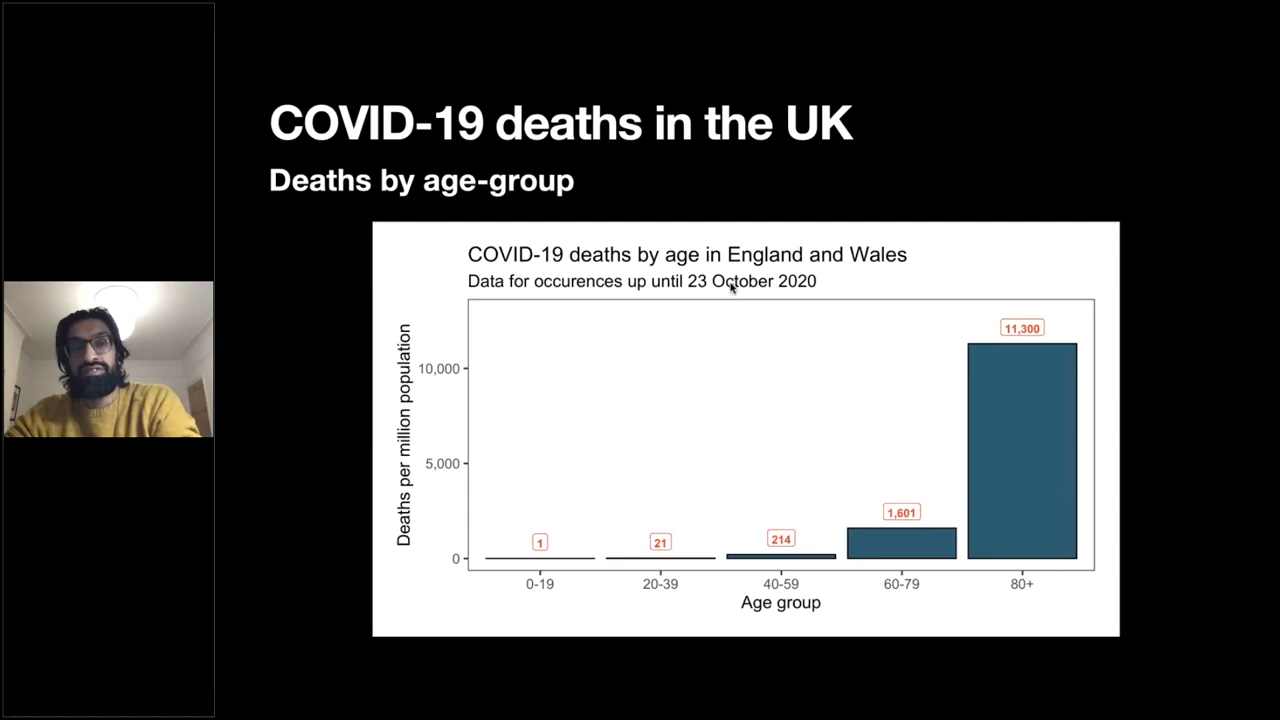 COVID-19 deaths in the UK
Deaths by age-group
COVID-19 deaths by age in England and Wales
Data for occurences up until 23 October 2020
Deaths per million population
10,000
5,000
0
1
21
214
1,601
11,300
0-19
20-39
40-59
60-79
80+
Age group